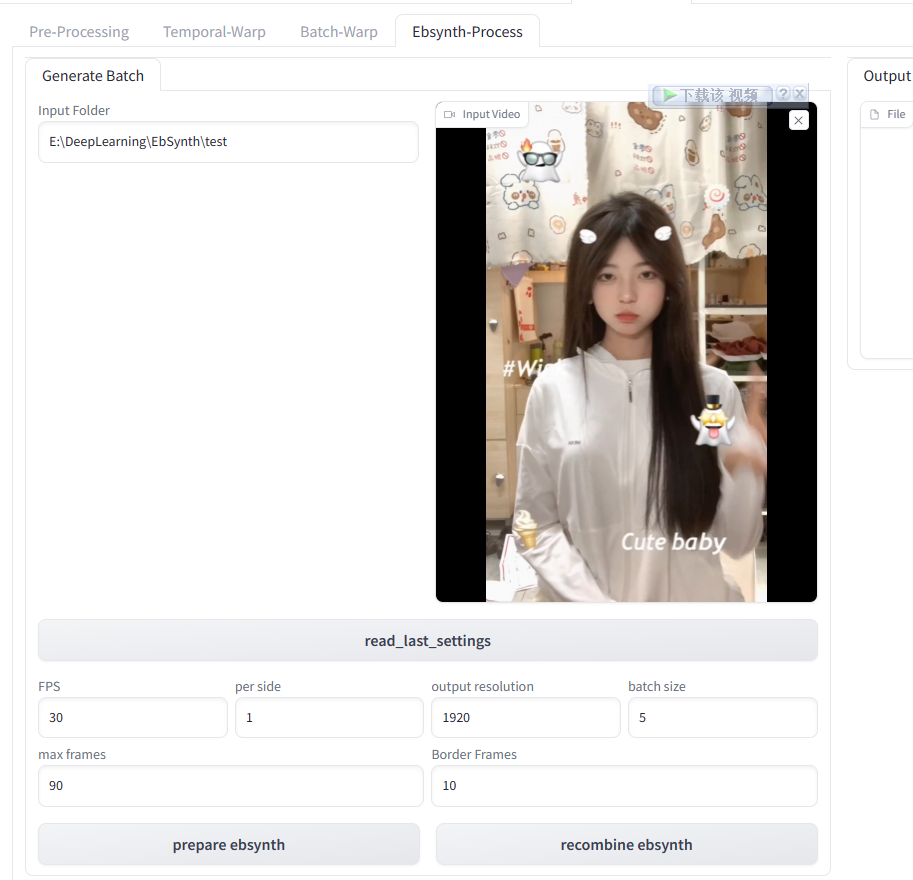 Pre-Processing
Temporal-Warp
Batch-Warp
Ebsynth-Process
Generate Batch
Output
Input Folder
E:\DeepLearning\EbSynth\test
下载该 视频
?
Input Video
File
#Wi
Cute baby
read_last_settings
FPS
per side
output resolution
batch size
30
1
1920
5
max frames
Border Frames
90
10
prepare ebsynth
recombine ebsynth